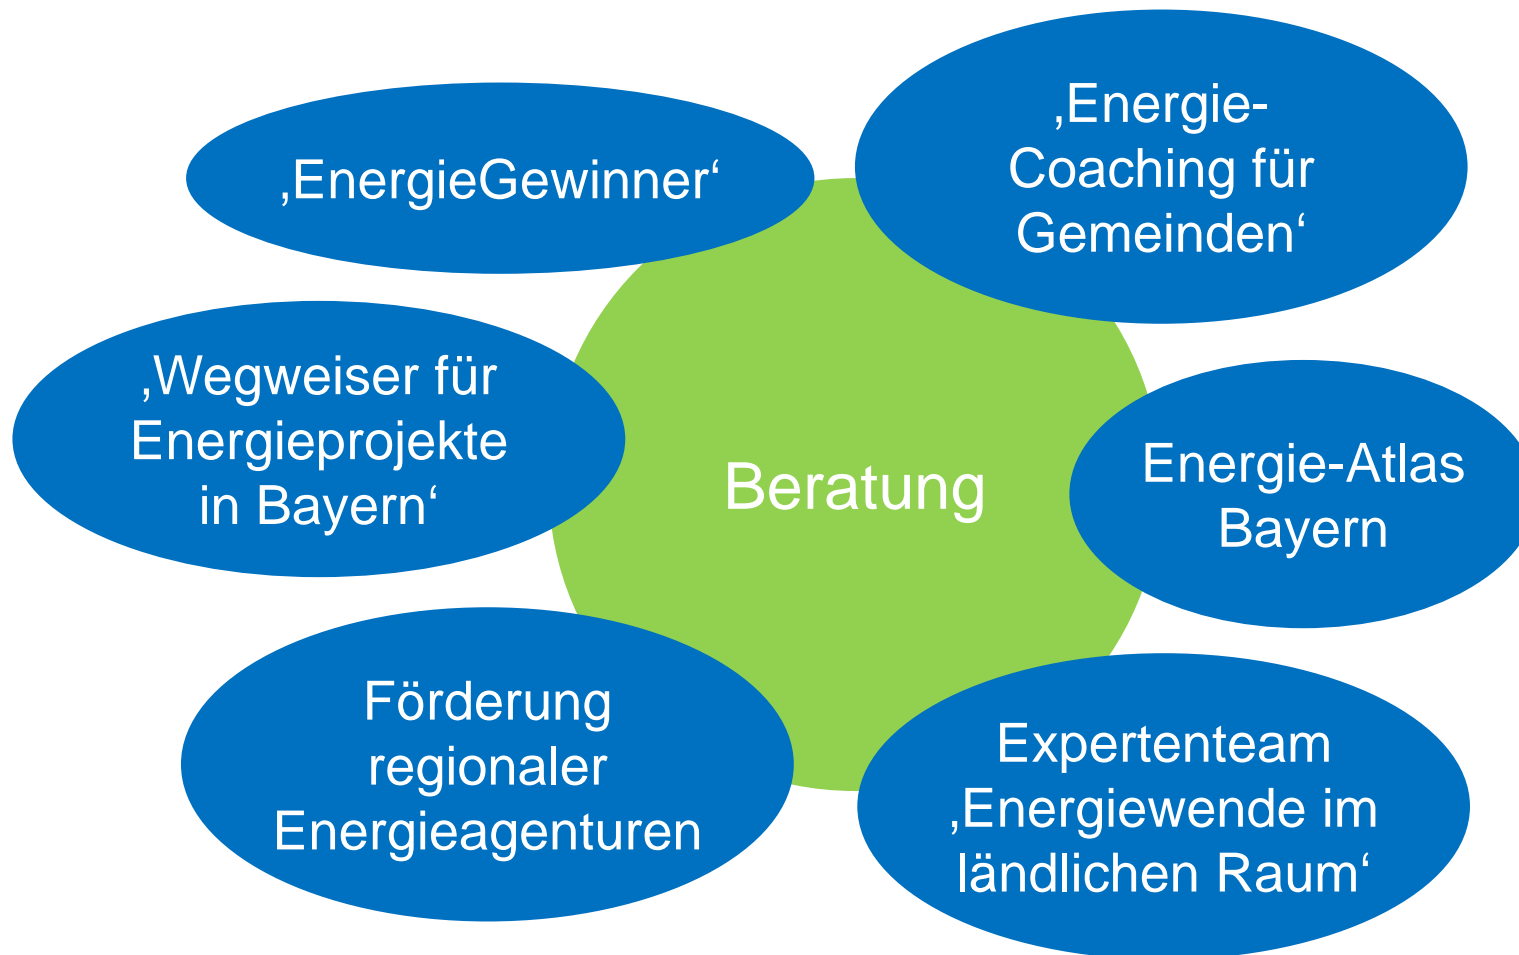 ‚EnergieGewinner‘
‚Energie-
Coaching für
Gemeinden‘
‚Wegweiser für
Energieprojekte
in Bayern‘
Beratung
Energie-Atlas
Bayern
Förderung
regionaler
Energieagenturen
Expertenteam
‚Energiewende im
ländlichen Raum‘